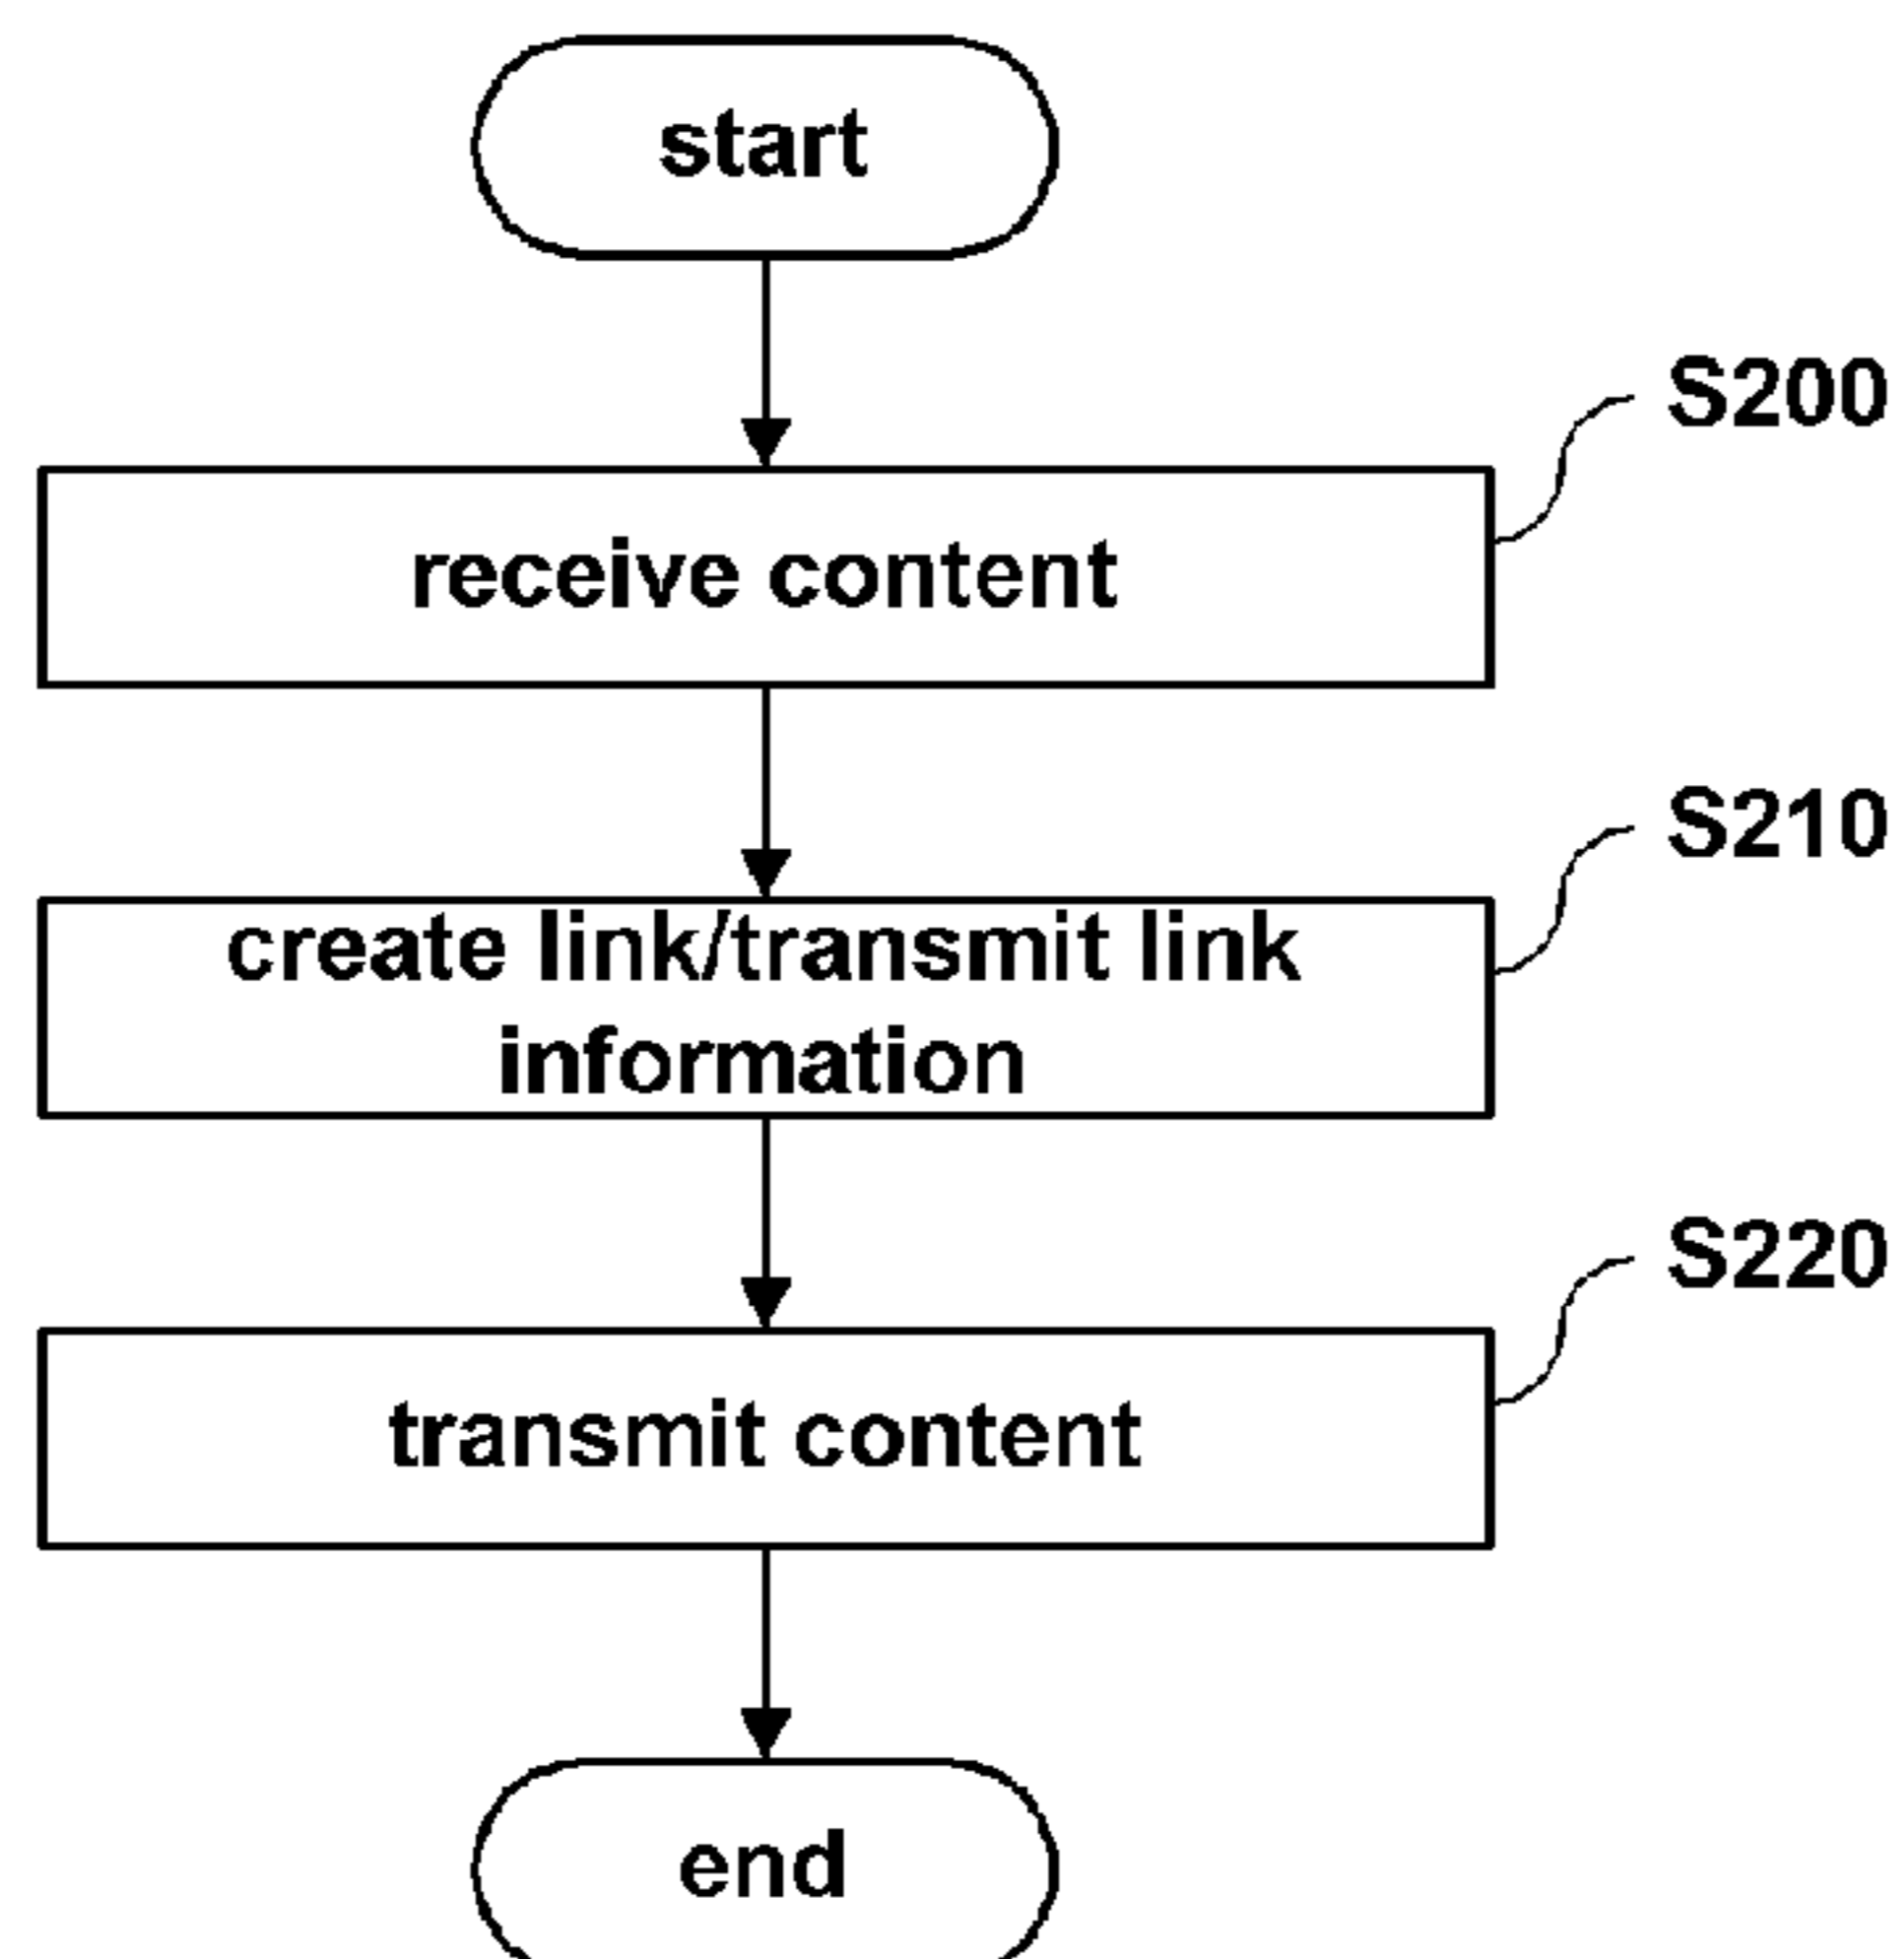 start
S200
receive content
S210
create link/transmit link
information
S220
transmit content
end